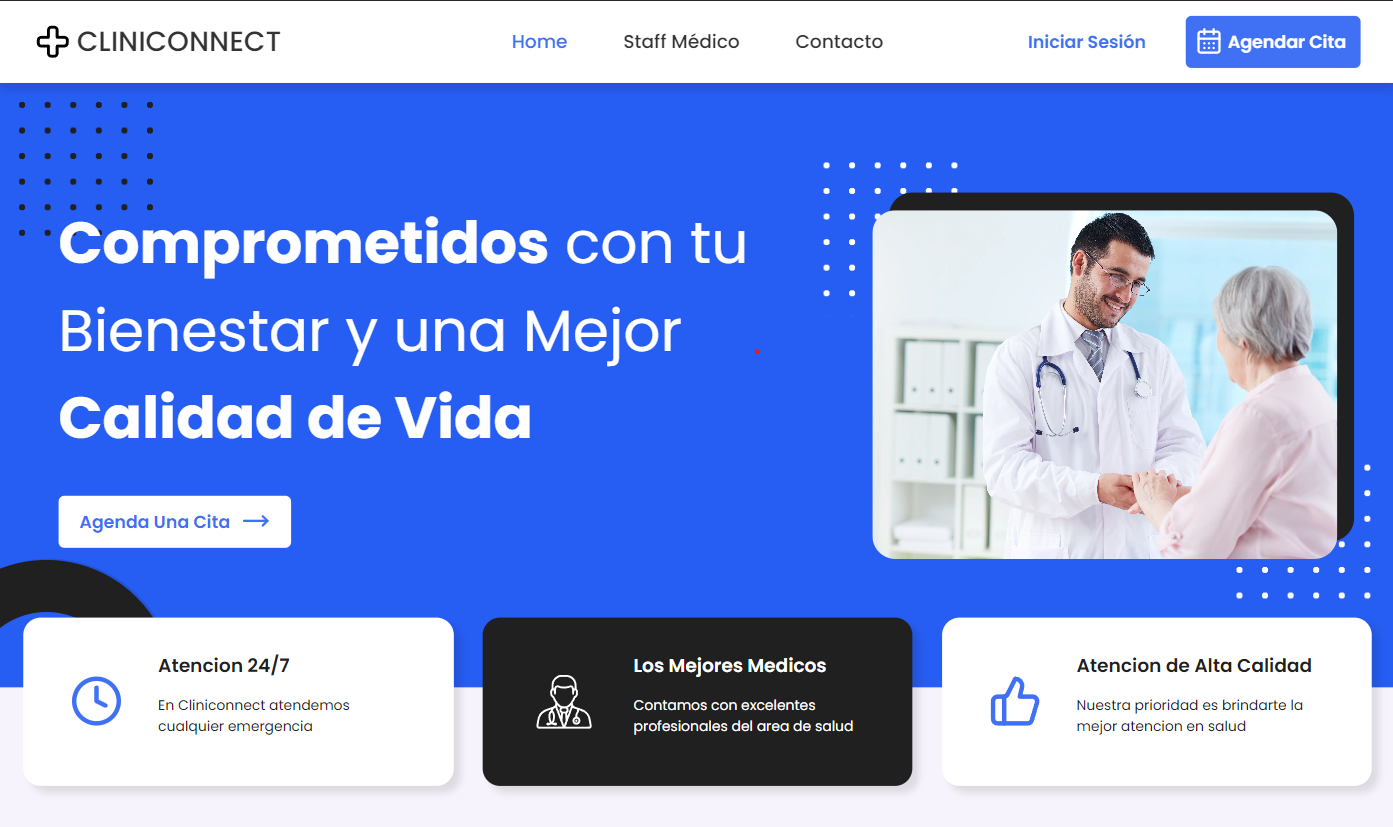 CLINICONNECT
Home
Staff Médico
Contacto
Iniciar Sesión
Agendar Cita
Comprometidos con tu
Bienestar y una Mejor
Calidad de Vida
Agenda Una Cita
Atencion 24/7
En Cliniconnect atendemos
cualquier emergencia
Los Mejores Medicos
Contamos con excelentes
profesionales del area de salud
Atencion de Alta Calidad
Nuestra prioridad es brindarte la
mejor atencion en salud